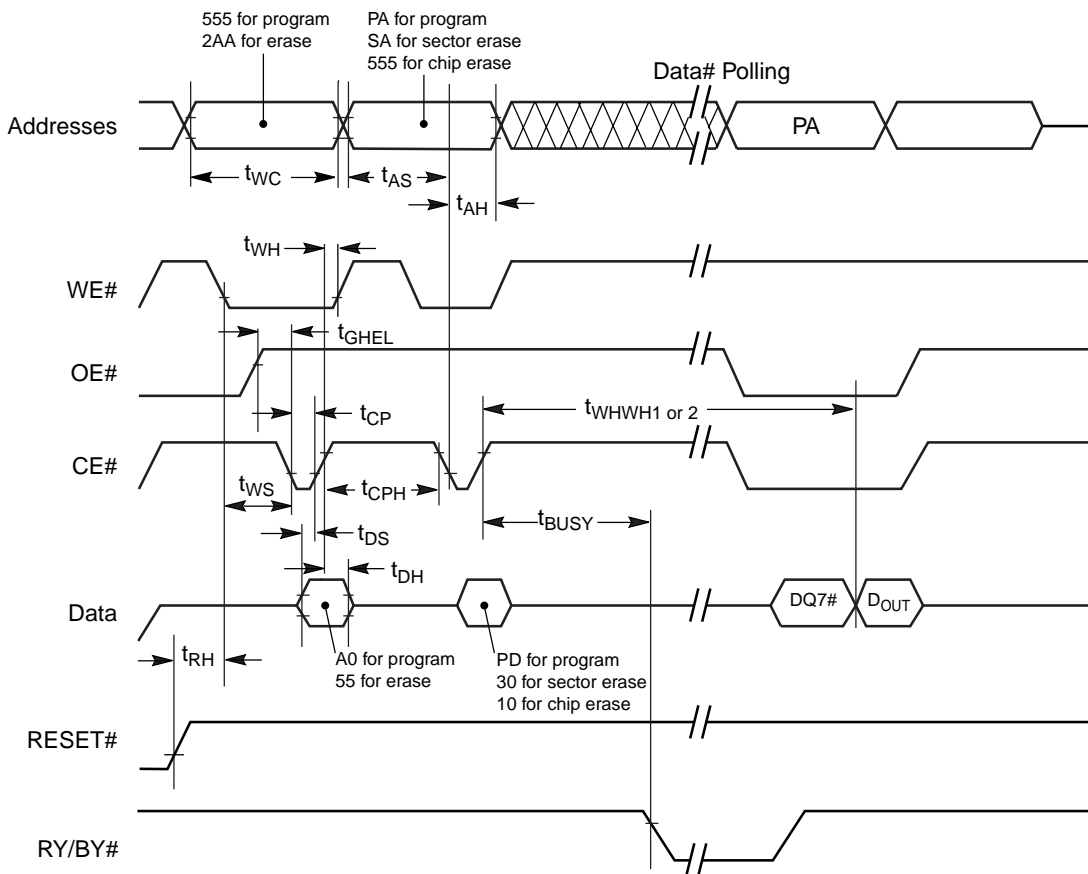 555 for program
2AA for erase
PA for program
SA for sector erase
555 for chip erase
Data# Polling
Addresses
PA
tWC
tAS
tAH
tWH
WE#
tGHEL
OE#
tWHWH1 or 2
tCP
CE#
tWS
tCPH
tBUSY
tDS
tDH
Data
DQ7#
DOUT
tRH
A0 for program
55 for erase
PD for program
30 for sector erase
10 for chip erase
RESET#
RY/BY#